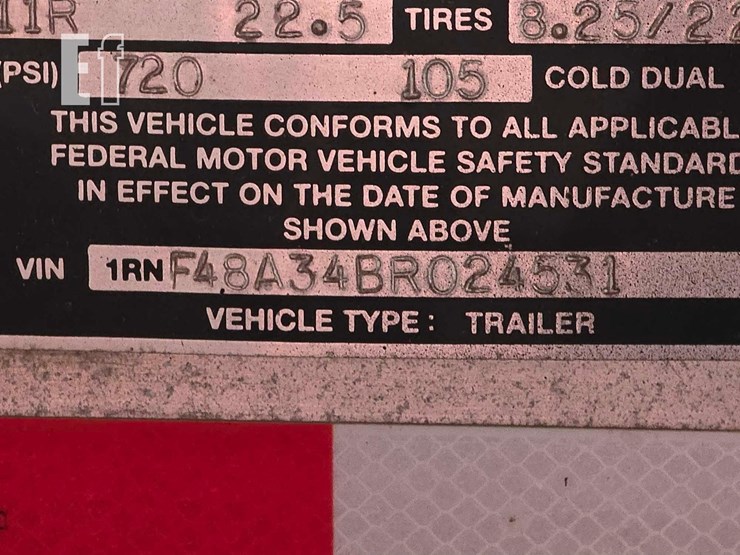 11R 22.5 TIRES 8.25/22
(PSI) 720 105 COLD DUAL
THIS VEHICLE CONFORMS TO ALL APPLICABL
FEDERAL MOTOR VEHICLE SAFETY STANDARD
IN EFFECT ON THE DATE OF MANUFACTURE
SHOWN ABOVE
VIN 1RNF48A34BR024531
VEHICLE TYPE: TRAILER